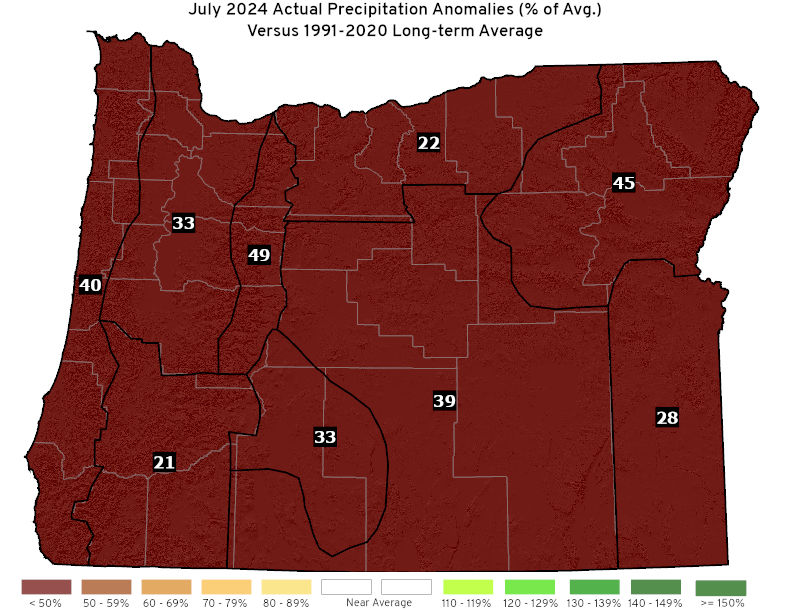 July 2024 Actual Precipitation Anomalies (% of Avg.)
Versus 1991-2020 Long-term Average
22
45
33
49
40
39
28
33
21
< 50%
50 - 59%
60 - 69%
70 - 79%
80 - 89%
Near Average
110 - 119%
120 - 129%
130 - 139%
140 - 149%
>= 150%